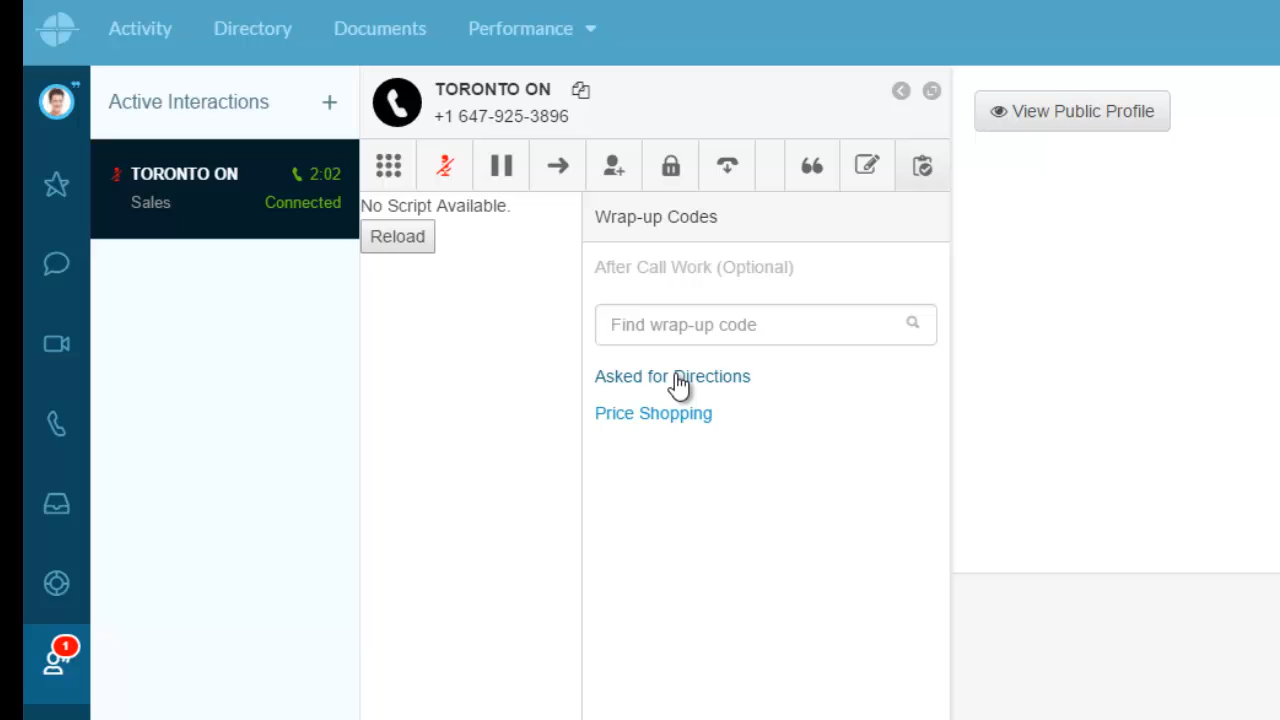 Activity
Directory
Documents
Performance
Active Interactions +
TORONTO ON
2:02
Sales
Connected
TORONTO ON
+1 647-925-3896
No Script Available.
Reload
Wrap-up Codes
After Call Work (Optional)
Find wrap-up code
Asked for Directions
Price Shopping
View Public Profile
1